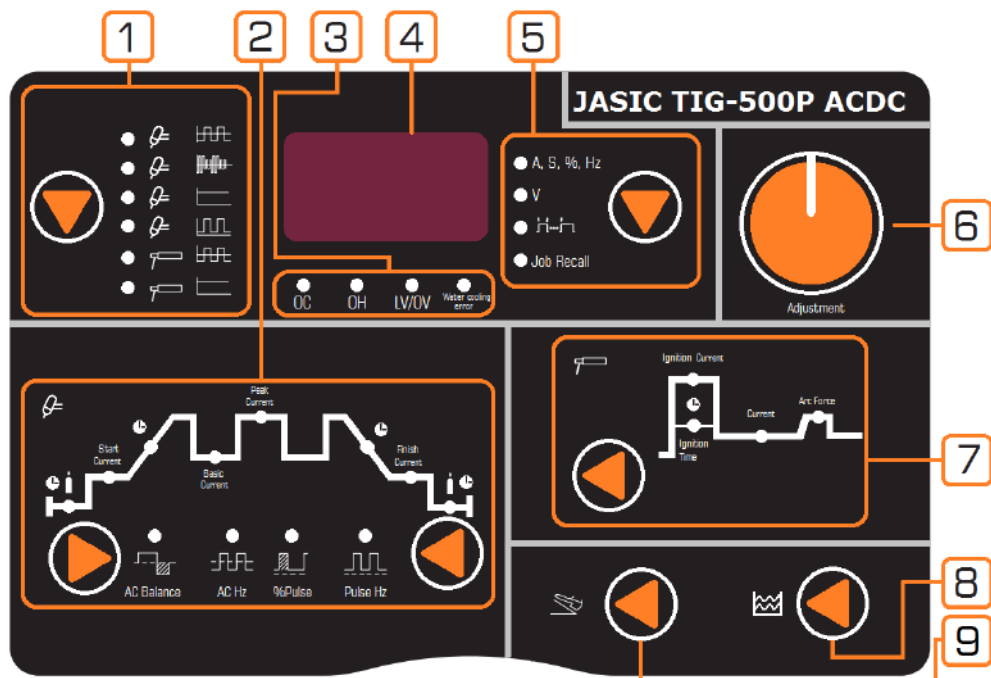 1
2
3
4
5
JASIC TIG-500P ACDC
A, S, %, Hz
V
Job Recall
6
Adjustment
OC
OH
LV/OV
Water cooling
error
Peak
Current
Start
Current
Basic
Current
Finish
Current
AC Balance
AC Hz
%Pulse
Pulse Hz
Ignition Current
Ignition
Time
Current
Arc Force
7
8
9